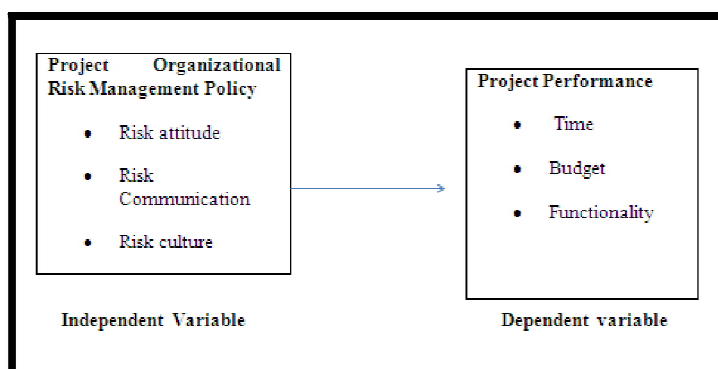 Project Organizational
Risk Management Policy
• Risk attitude
• Risk
Communication
• Risk culture
Independent Variable
Project Performance
• Time
• Budget
• Functionality
Dependent variable